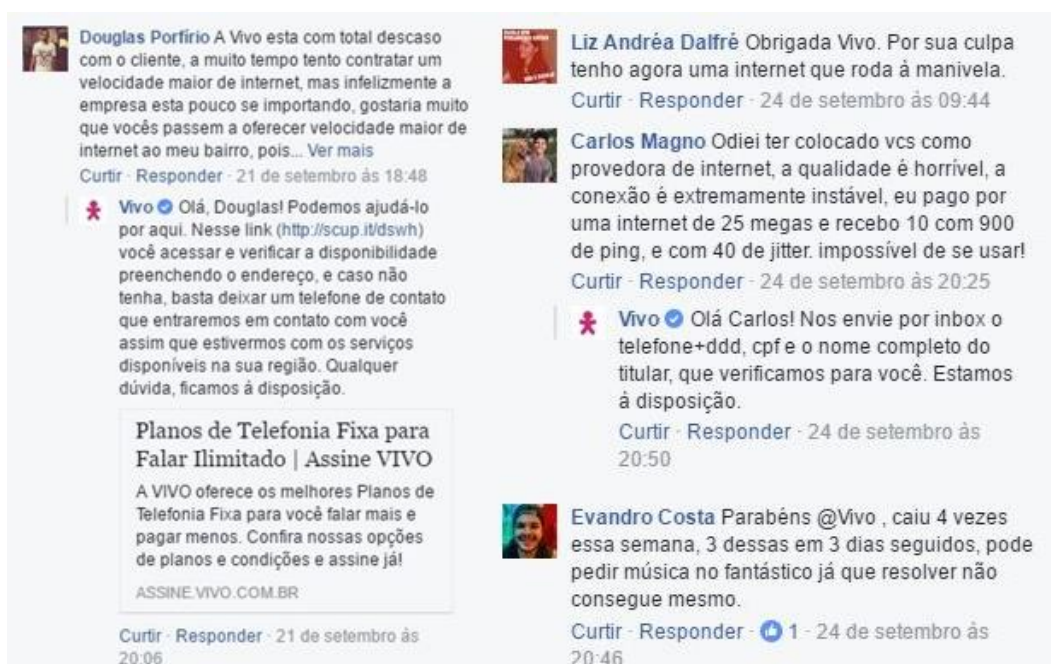 Douglas Porfírio A Vivo esta com total descaso
com o cliente, a muito tempo tento contratar um
velocidade maior de internet, mas infelizmente a
empresa esta pouco se importando, gostaria muito
que vocês passem a oferecer velocidade maior de
internet ao meu bairro, pois... Ver mais
Curtir · Responder · 21 de setembro às 18:48
Vivo Olá, Douglas! Podemos ajudá-lo
por aqui. Nesse link (http://scup.it/dswh)
você acessar e verificar a disponibilidade
preenchendo o endereço, e caso não
tenha, basta deixar um telefone de contato
que entraremos em contato com você
assim que estivermos com os serviços
disponíveis na sua região. Qualquer
dúvida, ficamos à disposição.
Planos de Telefonia Fixa para
Falar Ilimitado | Assine VIVO
A VIVO oferece os melhores Planos de
Telefonia Fixa para você falar mais e
pagar menos. Confira nossas opções
de planos e condições e assine já!
ASSINE.VIVO.COM.BR
Curtir · Responder · 21 de setembro às
20:06
Liz Andréa Dalfré Obrigada Vivo. Por sua culpa
tenho agora uma internet que roda à manivela.
Curtir · Responder · 24 de setembro às 09:44
Carlos Magno Odiei ter colocado vcs como
provedora de internet, a qualidade é horrível, a
conexão é extremamente instável, eu pago por
uma internet de 25 megas e recebo 10 com 900
de ping, e com 40 de jitter. impossível de se usar!
Curtir · Responder · 24 de setembro às 20:25
Vivo Olá Carlos! Nos envie por inbox o
telefone+ddd, cpf e o nome completo do
titular, que verificamos para você. Estamos
à disposição.
Curtir · Responder · 24 de setembro às
20:50
Evandro Costa Parabéns @Vivo , caiu 4 vezes
essa semana, 3 dessas em 3 dias seguidos, pode
pedir música no fantástico já que resolver não
consegue mesmo.
Curtir · Responder · 1 · 24 de setembro às
20:46